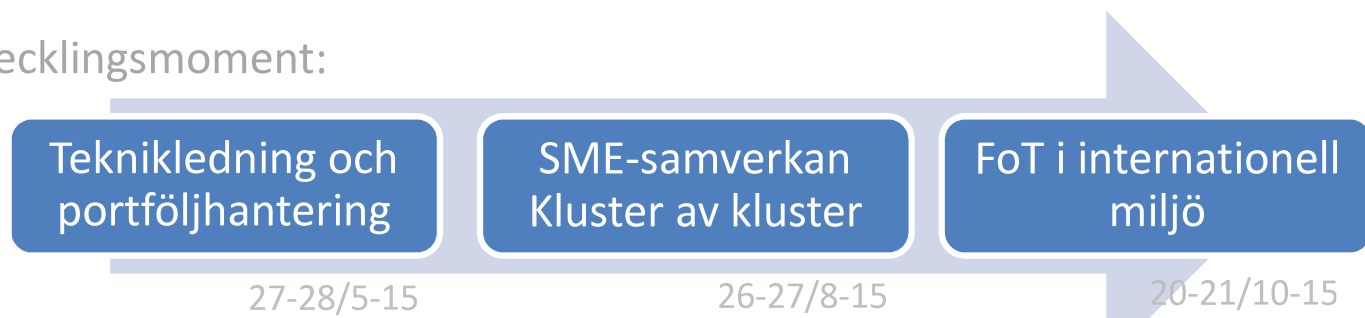 ecklingsmoment:
Teknikledning och
portföljhantering
SME-samverkan
Kluster av kluster
FoT i internationell
miljö
27-28/5-15
26-27/8-15
20-21/10-15